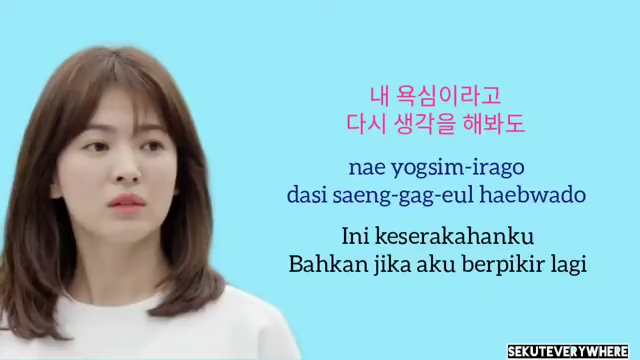 내 욕심이라고
다시 생각을 해봐도
nae yogsim-irago
dasi saeng-gag-eul haebwado
Ini keserakahanku
Bahkan jika aku berpikir lagi
SEKUTEVERYWHERE